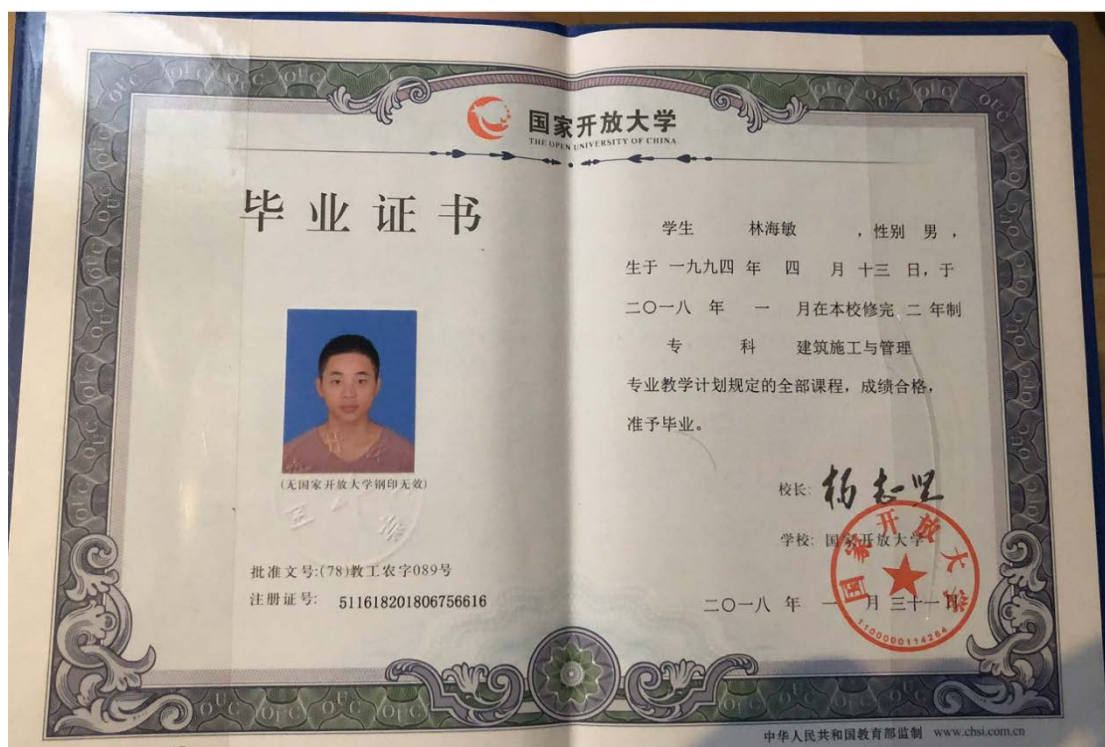 国家开放大学
THE OPEN UNIVERSITY OF CHINA
毕业证书
(无国家开放大学钢印无效)
批准文号:(78)教工农字089号
注册证号: 511618201806756616
学生 林海敏 ,性别 男,
生于 一九九四 年 四 月 十三 日,于
二〇一八 年 一 月在本校修完 二 年制
专 科 建筑施工与管理
专业教学计划规定的全部课程,成绩合格,
准予毕业。
校长:
学校: 国家开放大学
二〇一八 年 一 月 三十一 日
国家开放大学
1100000114264
中华人民共和国教育部监制 www.chsi.com.cn